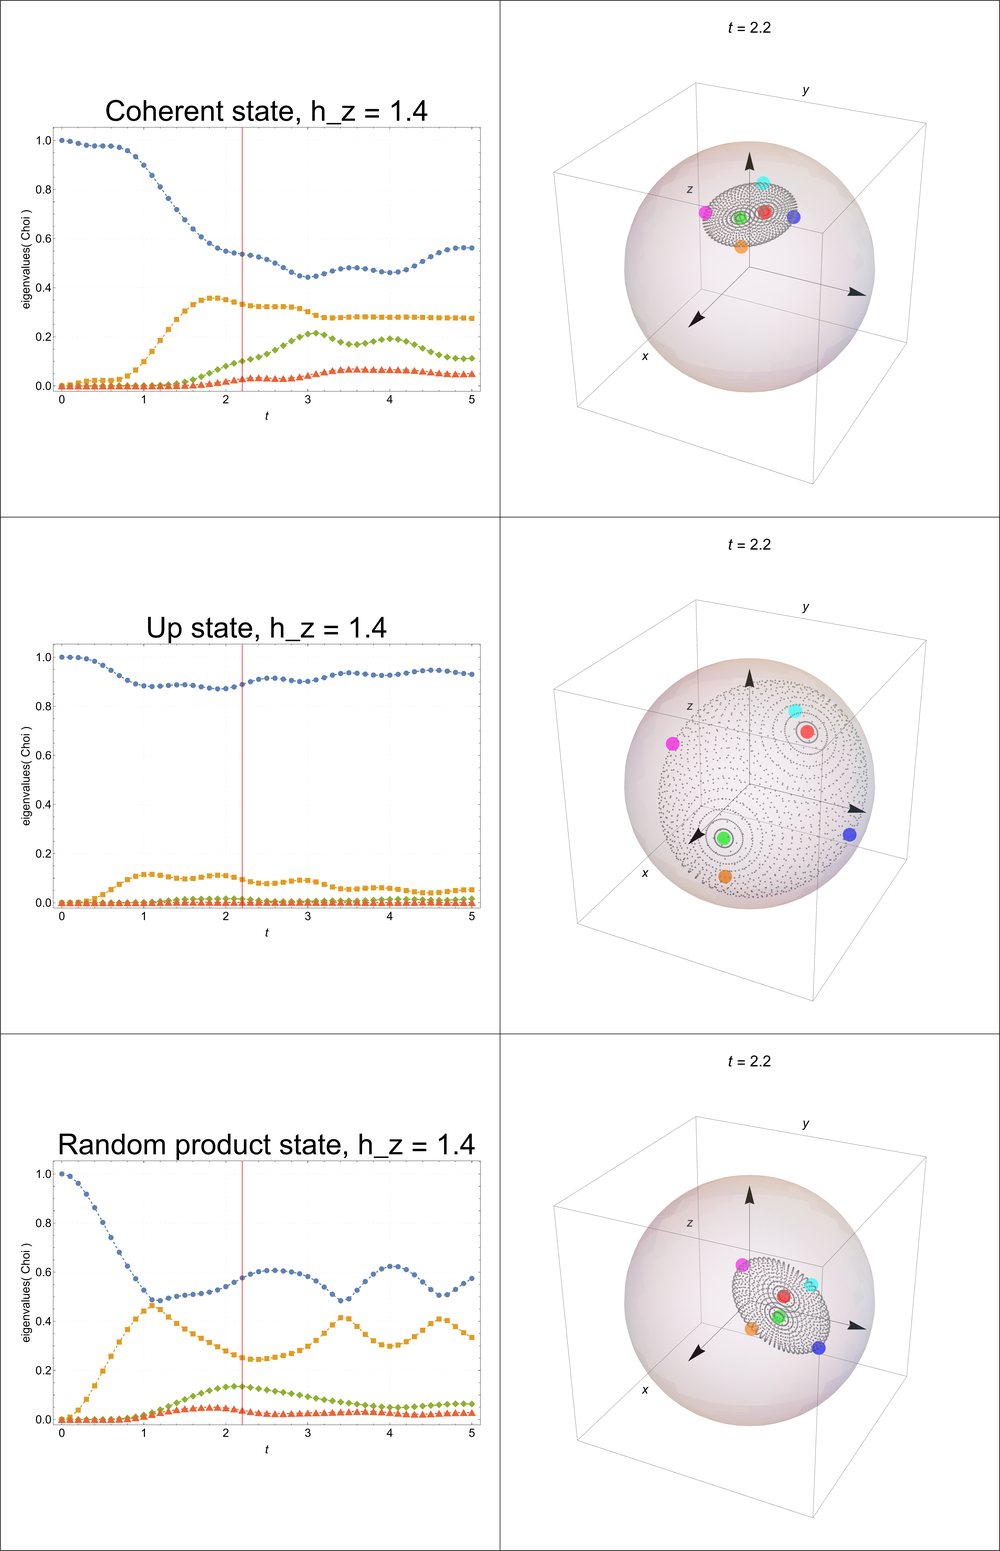 t = 2.2
y
z
x
Coherent state, h_z = 1.4
eigenvalues( Choi )
1.0
0.8
0.6
0.4
0.2
0.0
0 1 2 3 4 5
t
t = 2.2
y
z
x
Up state, h_z = 1.4
eigenvalues( Choi )
1.0
0.8
0.6
0.4
0.2
0.0
0 1 2 3 4 5
t
t = 2.2
y
z
x
Random product state, h_z = 1.4
eigenvalues( Choi )
1.0
0.8
0.6
0.4
0.2
0.0
0 1 2 3 4 5
t